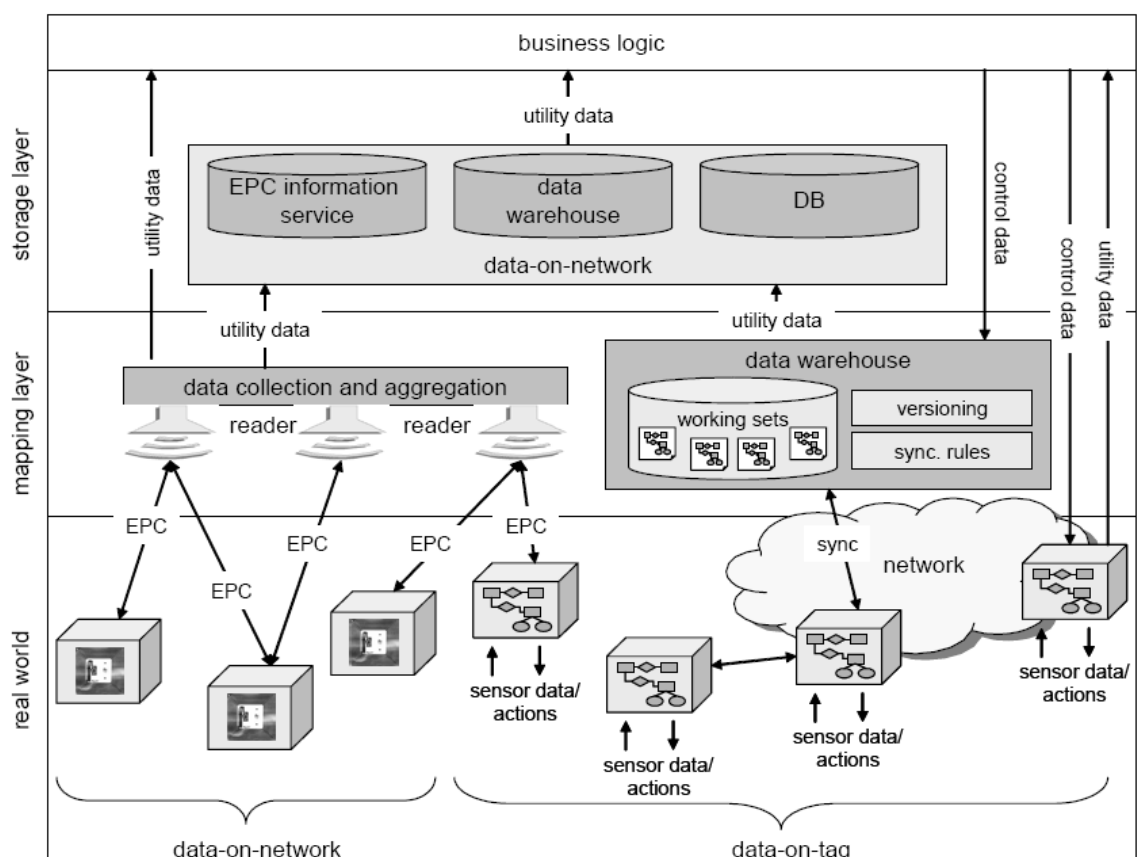 business logic
storage layer
utility data
utility data
EPC information
service
data
warehouse
DB
data-on-network
control data
control data
utility data
mapping layer
utility data
utility data
data collection and aggregation
reader
reader
data warehouse
working sets
versioning
sync. rules
real world
EPC
EPC
EPC
EPC
EPC
sync
network
sensor data/
actions
sensor data/
actions
sensor data/
actions
sensor data/
actions
data-on-network
data-on-tag